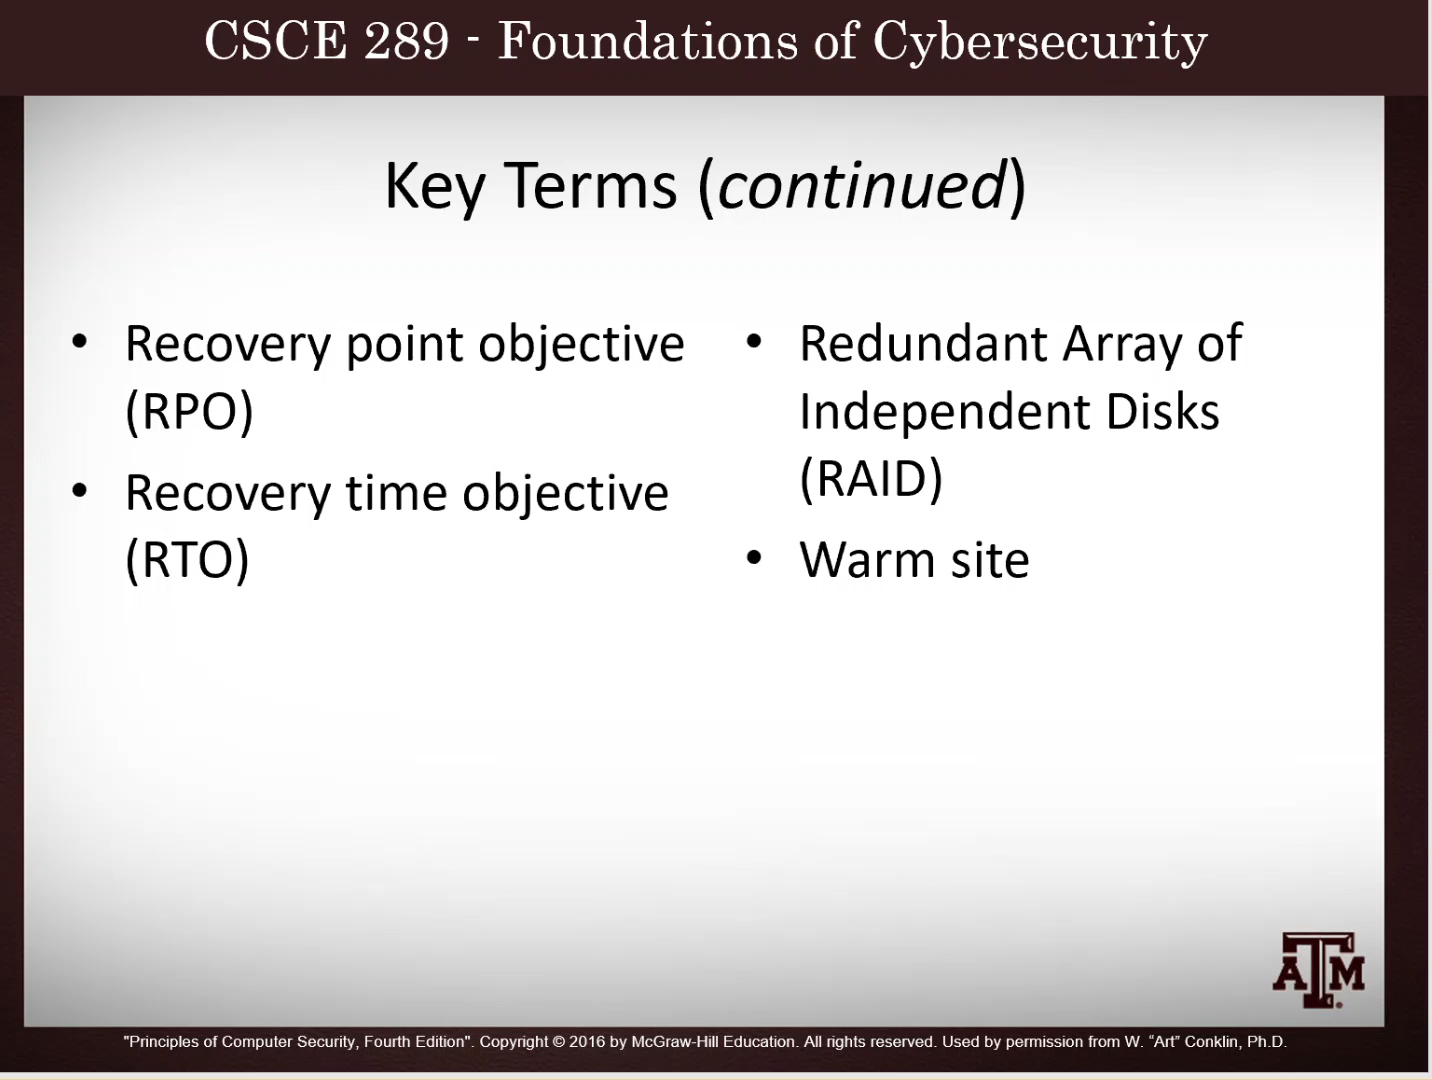 CSCE 289 - Foundations of Cybersecurity
Key Terms (continued)
• Recovery point objective
(RPO)
• Recovery time objective
(RTO)
• Redundant Array of
Independent Disks
(RAID)
• Warm site
ATM
"Principles of Computer Security, Fourth Edition". Copyright © 2016 by McGraw-Hill Education. All rights reserved. Used by permission from W. “Art” Conklin, Ph.D.